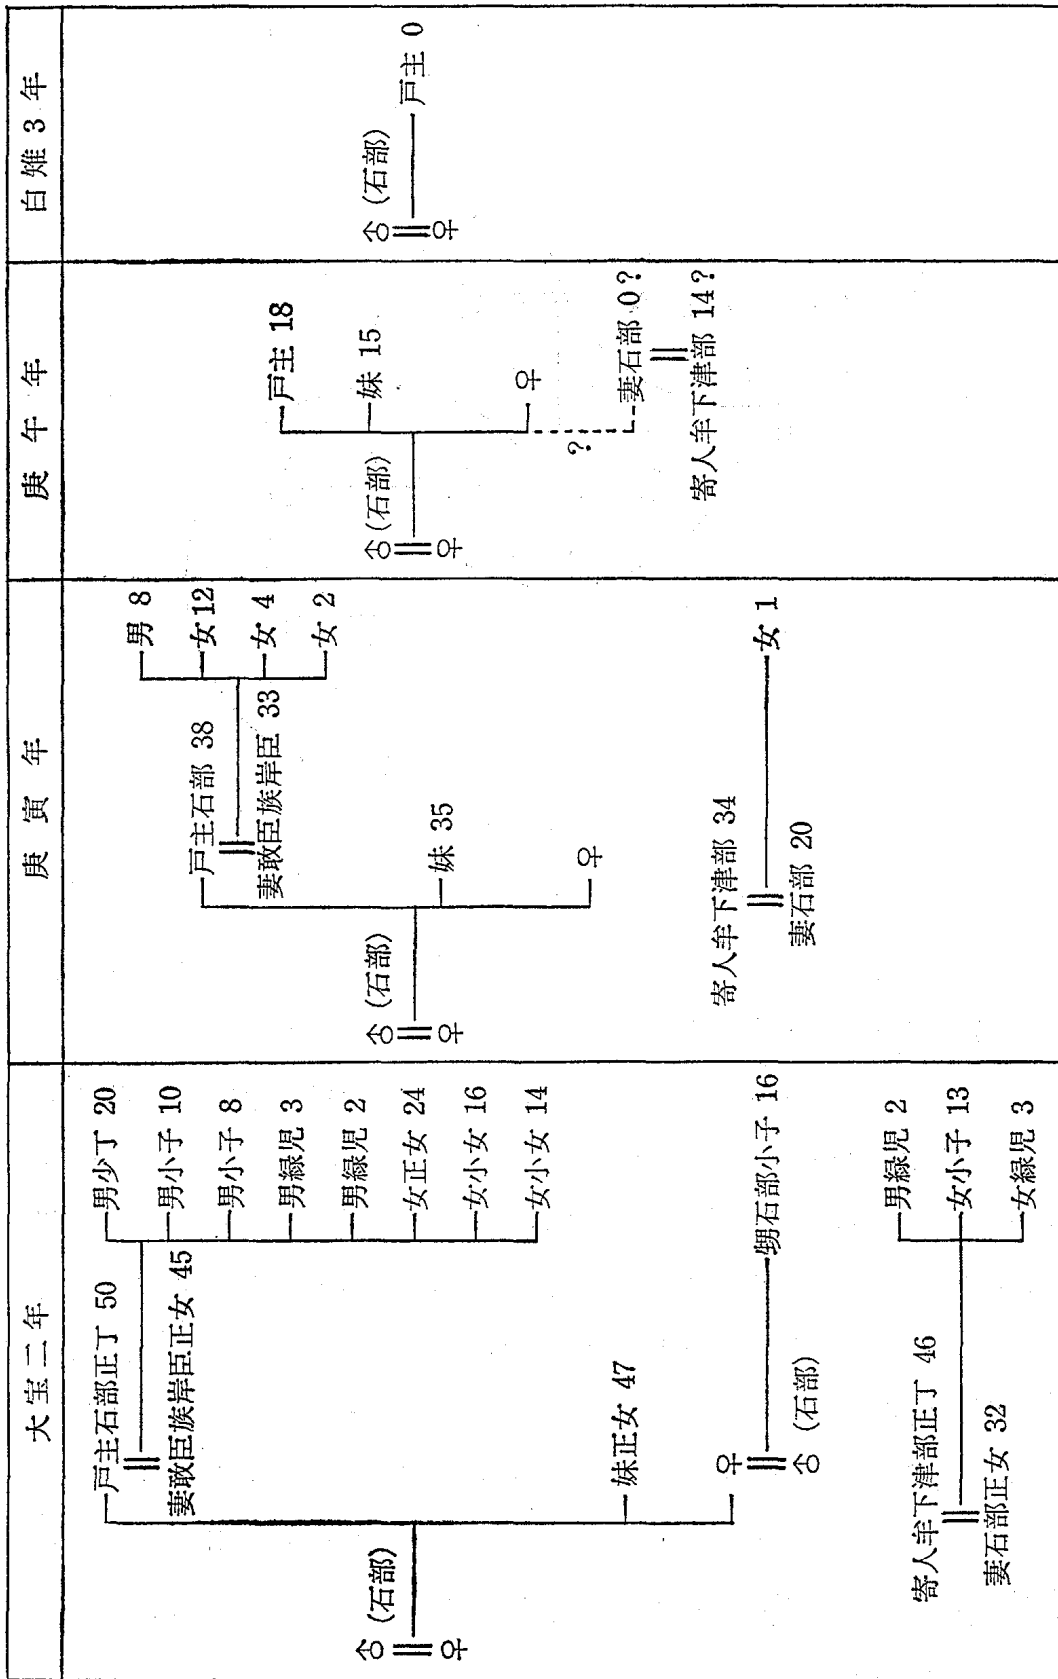 大宝二年
戸主石部正丁 50
妻敢臣族岸臣正女 45
男少丁 20
男小子 10
男小子 8
男緑児 3
男緑児 2
女正女 24
女小女 16
女小女 14
♂ (石部)
♀
妹正女 47
♀
♂ (石部)
甥石部小子 16
寄人牟下津部正丁 46
妻石部正女 32
男緑児 2
女小子 13
女緑児 3
庚寅年
男 8
女 12
女 4
女 2
戸主石部 38
妻敢臣族岸臣 33
♂ (石部)
♀
妹 35
♀
寄人牟下津部 34
妻石部 20
女 1
庚午年
戸主 18
妹 15
♂ (石部)
♀
♀
?
妻石部 0?
寄人牟下津部 14?
白雉3年
♂ (石部)
♀
戸主 0